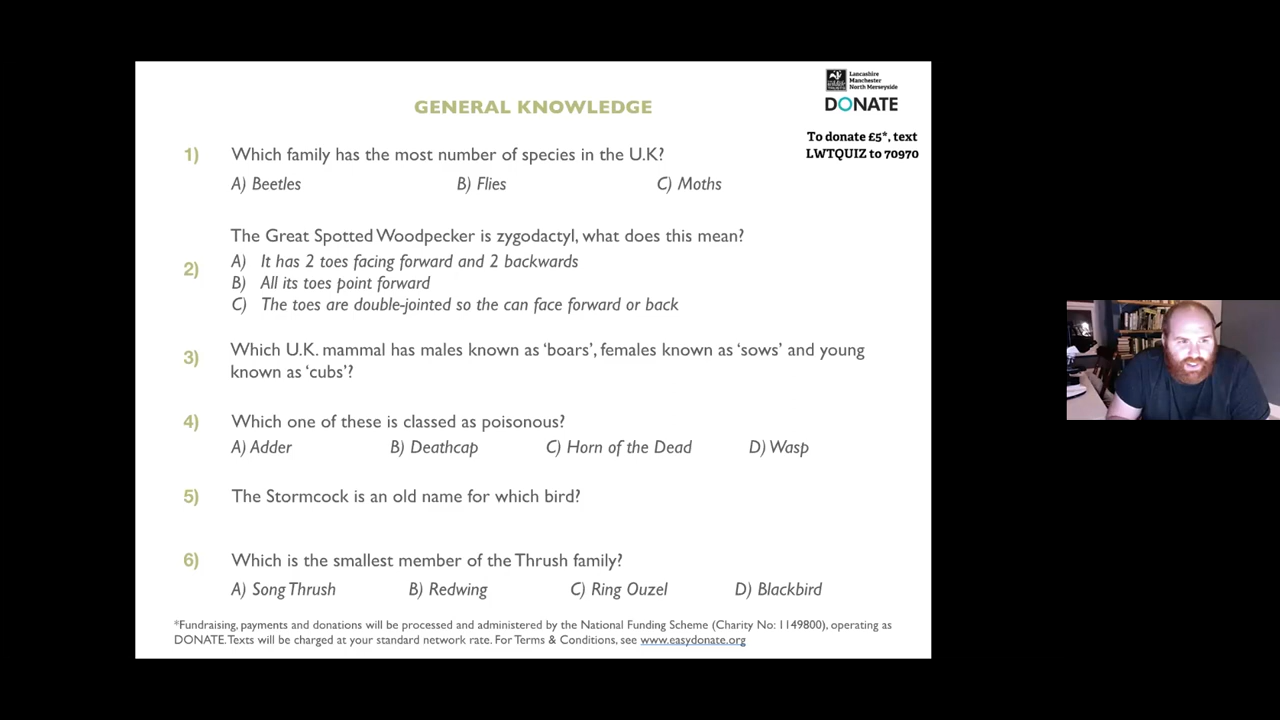 Lancashire
Manchester
North Merseyside
DONATE
To donate £5*, text
LWTQUIZ to 70970
GENERAL KNOWLEDGE
1) Which family has the most number of species in the U.K?
A) Beetles B) Flies C) Moths
2) The Great Spotted Woodpecker is zygodactyl, what does this mean?
A) It has 2 toes facing forward and 2 backwards
B) All its toes point forward
C) The toes are double-jointed so the can face forward or back
3) Which U.K. mammal has males known as ‘boars’, females known as ‘sows’ and young
known as ‘cubs’?
4) Which one of these is classed as poisonous?
A) Adder B) Deathcap C) Horn of the Dead D) Wasp
5) The Stormcock is an old name for which bird?
6) Which is the smallest member of the Thrush family?
A) Song Thrush B) Redwing C) Ring Ouzel D) Blackbird
*Fundraising, payments and donations will be processed and administered by the National Funding Scheme (Charity No: 1149800), operating as
DONATE. Texts will be charged at your standard network rate. For Terms & Conditions, see www.easydonate.org